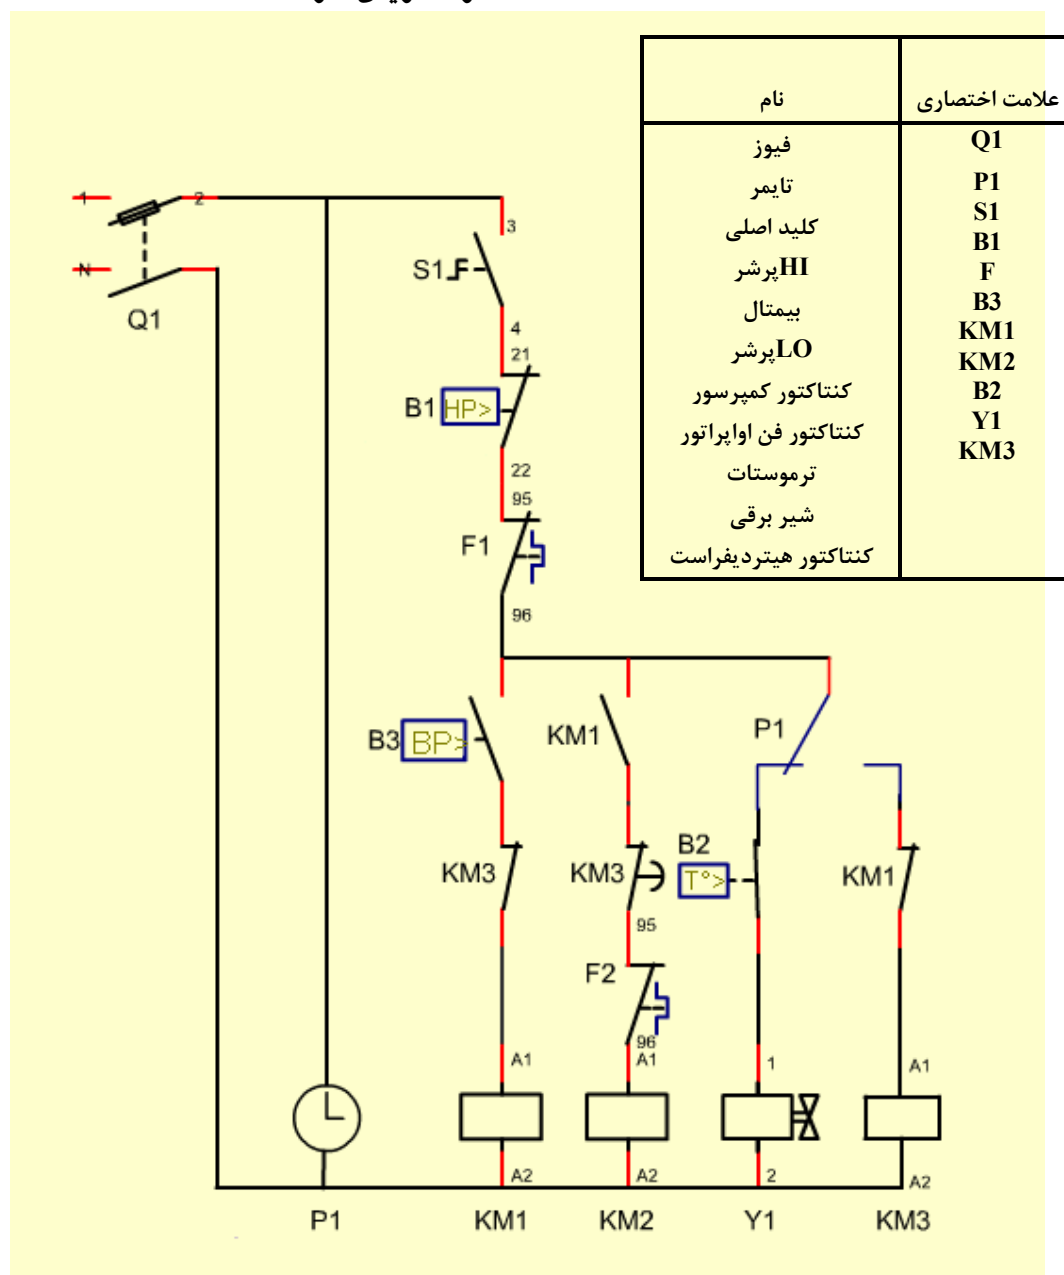 علامت اختصاری
نام
Q1
فیوز
P1
تایمر
S1
کلید اصلی
B1
HIپرشر
F
بیمتال
B3
LOپرشر
KM1
کنتاکتور کمپرسور
KM2
کنتاکتور فن اواپراتور
B2
ترموستات
Y1
شیر برقی
KM3
کنتاکتور هیتردیفراست
1
2
N
Q1
3
S1
4
21
B1
HP>
22
95
F1
96
B3
BP>
KM1
P1
KM3
KM3
B2
T°>
KM1
95
F2
96
A1
A1
1
A1
A2
A2
2
A2
P1
KM1
KM2
Y1
KM3